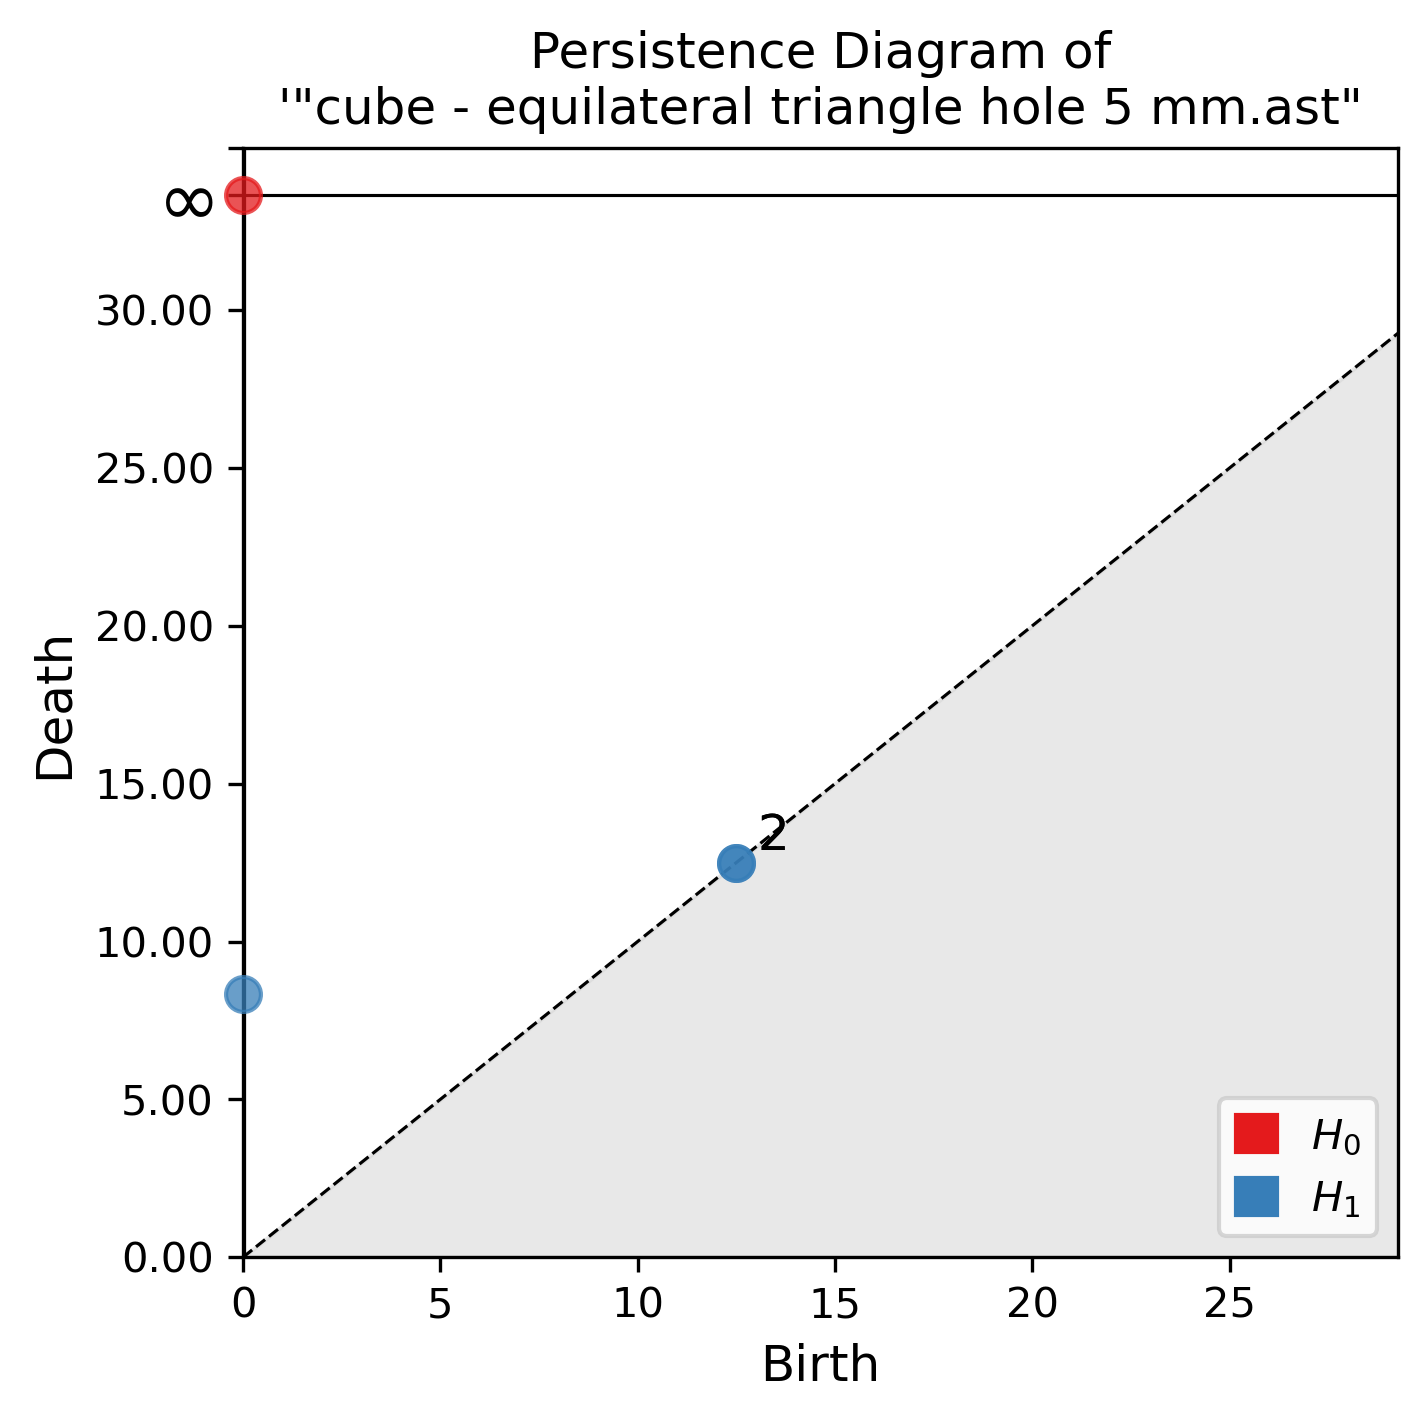 Persistence Diagram of
'"cube - equilateral triangle hole 5 mm.ast"
∞
30.00
25.00
20.00
15.00
10.00
5.00
0.00
Death
2
H₀
H₁
0 5 10 15 20 25
Birth